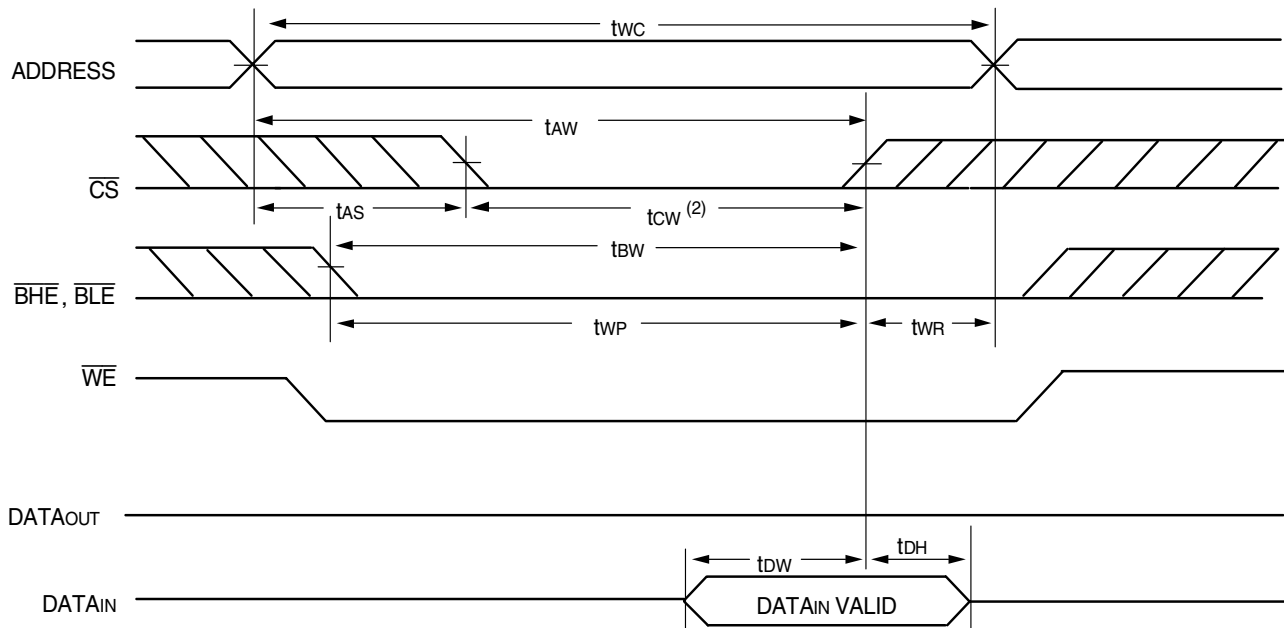 tWC
ADDRESS
tAW
CS
tAS
tCW (2)
tBW
BHE, BLE
tWP
tWR
WE
DATAOUT
tDW
tDH
DATAIN
DATAIN VALID